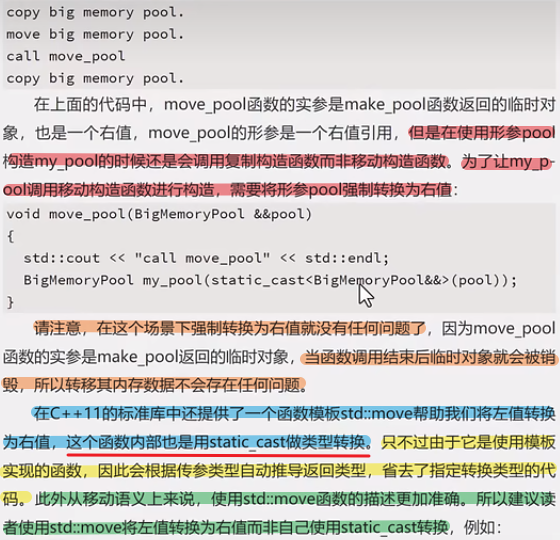 copy big memory pool.
move big memory pool.
call move_pool
copy big memory pool.
在上面的代码中，move_pool函数的实参是make_pool函数返回的临时对
象，也是一个右值，move_pool的形参是一个右值引用，但是在使用形参pool
构造my_pool的时候还是会调用复制构造函数而非移动构造函数。为了让my_p-
ool调用移动构造函数进行构造，需要将形参pool强制转换为右值：
void move_pool(BigMemoryPool &&pool)
{
std::cout << "call move_pool" << std::endl;
BigMemoryPool my_pool(static_cast<BigMemoryPool&&>(pool));
}
请注意，在这个场景下强制转换为右值就没有任何问题了，因为move_pool
函数的实参是make_pool返回的临时对象，当函数调用结束后临时对象就会被销
毁，所以转移其内存数据不会存在任何问题。
在C++11的标准库中还提供了一个函数模板std::move帮助我们将左值转换
为右值，这个函数内部也是用static_cast做类型转换。只不过由于它是使用模板
实现的函数，因此会根据传参类型自动推导返回类型，省去了指定转换类型的代
码。此外从移动语义上来说，使用std::move函数的描述更加准确。所以建议读
者使用std::move将左值转换为右值而非自己使用static_cast转换，例如：